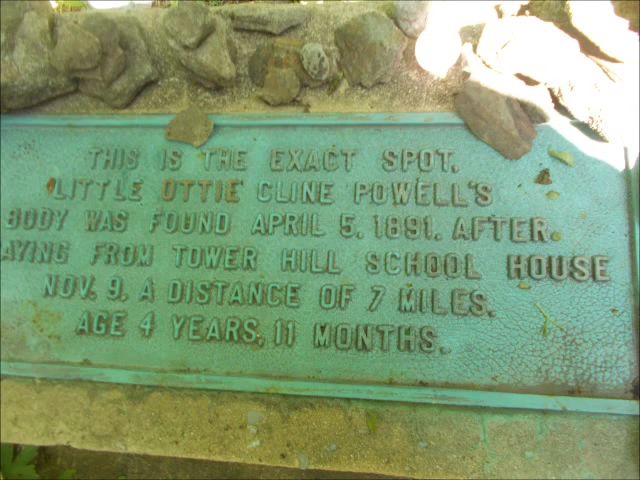 THIS IS THE EXACT SPOT,
LITTLE OTTIE CLINE POWELL'S
BODY WAS FOUND APRIL 5, 1891, AFTER
AYING FROM TOWER HILL SCHOOL HOUSE
NOV. 9, A DISTANCE OF 7 MILES.
AGE 4 YEARS, 11 MONTHS.